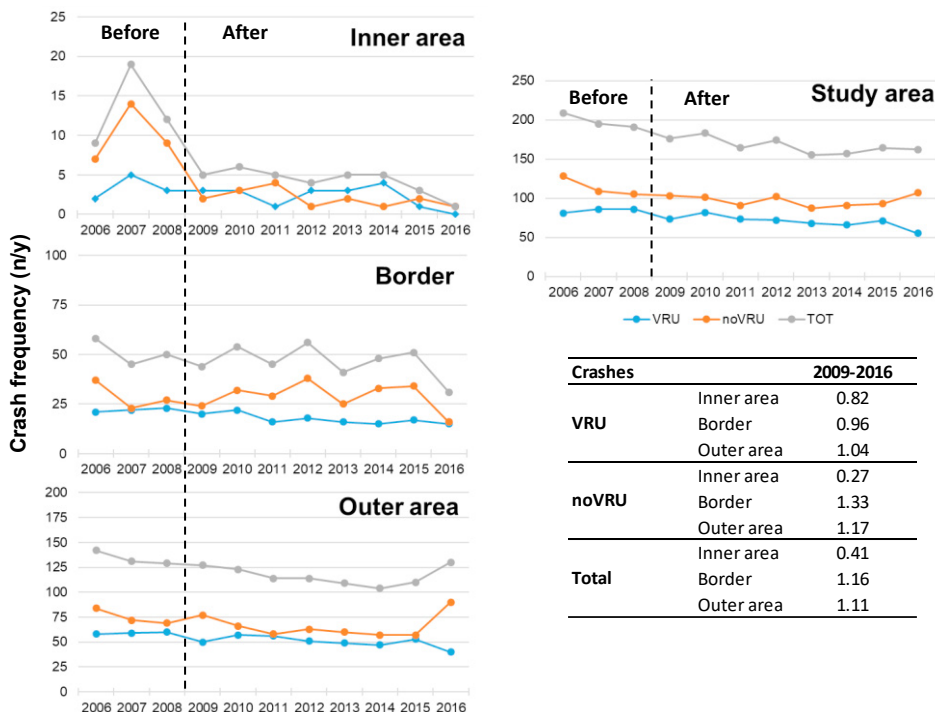 Crash frequency (n/y)
Before After Inner area
25
20
15
10
5
0
2006 2007 2008 2009 2010 2011 2012 2013 2014 2015 2016
Border
100
75
50
25
0
2006 2007 2008 2009 2010 2011 2012 2013 2014 2015 2016
Outer area
200
175
150
125
100
75
50
25
0
2006 2007 2008 2009 2010 2011 2012 2013 2014 2015 2016
Before After Study area
250
200
150
100
50
0
2006 2007 2008 2009 2010 2011 2012 2013 2014 2015 2016
VRU noVRU TOT
Crashes 2009-2016
VRU
Inner area 0.82
Border 0.96
Outer area 1.04
noVRU
Inner area 0.27
Border 1.33
Outer area 1.17
Total
Inner area 0.41
Border 1.16
Outer area 1.11